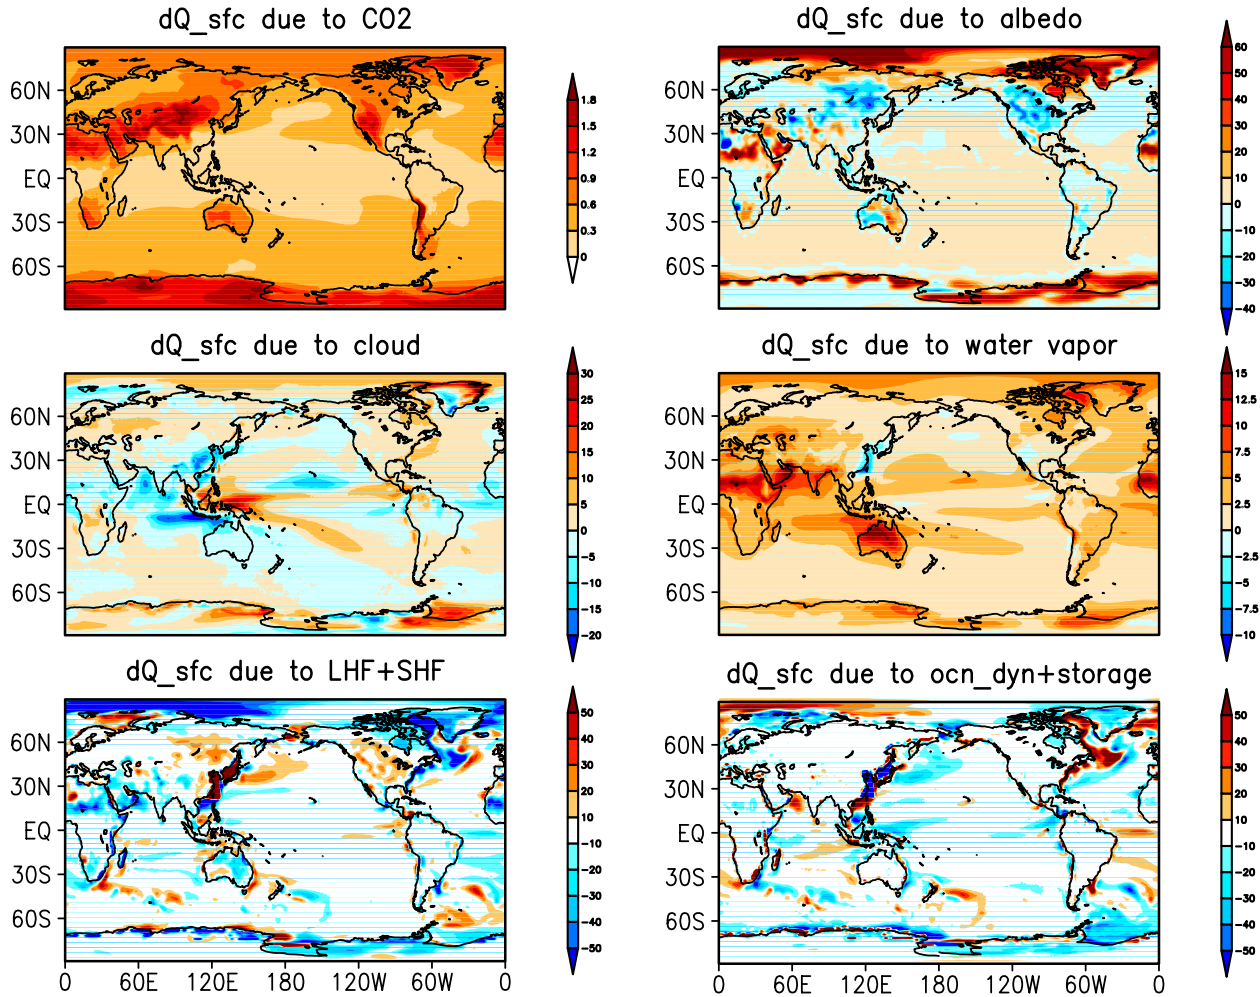 dQ_sfc due to CO2
60N
30N
EQ
30S
60S
1.8
1.5
1.2
0.9
0.6
0.3
0
dQ_sfc due to albedo
60N
30N
EQ
30S
60S
60
50
40
30
20
10
0
-10
-20
-30
-40
dQ_sfc due to cloud
60N
30N
EQ
30S
60S
30
25
20
15
10
5
0
-5
-10
-15
-20
dQ_sfc due to water vapor
60N
30N
EQ
30S
60S
15
12.5
10
7.5
5
2.5
0
-2.5
-5
-7.5
-10
dQ_sfc due to LHF+SHF
60N
30N
EQ
30S
60S
0 60E 120E 180 120W 60W 0
50
40
30
20
10
-10
-20
-30
-40
-50
dQ_sfc due to ocn_dyn+storage
60N
30N
EQ
30S
60S
0 60E 120E 180 120W 60W 0
50
40
30
20
10
-10
-20
-30
-40
-50